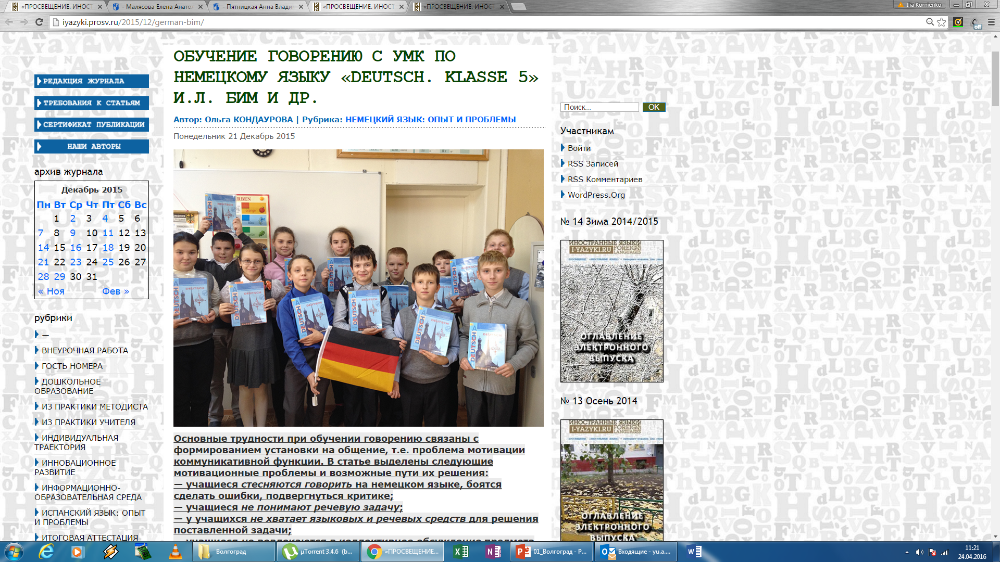 «ПРОСВЕЩЕНИЕ. ИНОСТ
- Малясова Елена Анатол
- Пятницкая Анна Влади
«ПРОСВЕЩЕНИЕ. ИНОСТ
«ПРОСВЕЩЕНИЕ. ИНОСТ
Ilia Kornienko
iyazyki.prosv.ru/2015/12/german-bim/
off
РЕДАКЦИЯ ЖУРНАЛА
ТРЕБОВАНИЯ К СТАТЬЯМ
СЕРТИФИКАТ ПУБЛИКАЦИИ
НАШИ АВТОРЫ
архив журнала
Декабрь 2015
Пн Вт Ср Чт Пт Сб Вс
1 2 3 4 5 6
7 8 9 10 11 12 13
14 15 16 17 18 19 20
21 22 23 24 25 26 27
28 29 30 31
« Ноя Фев »
рубрики
—
ВНЕУРОЧНАЯ РАБОТА
ГОСТЬ НОМЕРА
ДОШКОЛЬНОЕ
ОБРАЗОВАНИЕ
ИЗ ПРАКТИКИ МЕТОДИСТА
ИЗ ПРАКТИКИ УЧИТЕЛЯ
ИНДИВИДУАЛЬНАЯ
ТРАЕКТОРИЯ
ИННОВАЦИОННОЕ
РАЗВИТИЕ
ИНФОРМАЦИОННО-
ОБРАЗОВАТЕЛЬНАЯ СРЕДА
ИСПАНСКИЙ ЯЗЫК: ОПЫТ
И ПРОБЛЕМЫ
ИТОГОВАЯ АТТЕСТАЦИЯ
ОБУЧЕНИЕ ГОВОРЕНИЮ С УМК ПО
НЕМЕЦКОМУ ЯЗЫКУ «DEUTSCH. KLASSE 5»
И.Л. БИМ И ДР.
Автор: Ольга КОНДАУРОВА | Рубрика: НЕМЕЦКИЙ ЯЗЫК: ОПЫТ И ПРОБЛЕМЫ
Понедельник 21 Декабрь 2015
DEUTSCH
DEUTSCH
DEUTSCH
DEUTSCH
DEUTSCH
DEUTSCH
Основные трудности при обучении говорению связаны с
формированием установки на общение, т.е. проблема мотивации
коммуникативной функции. В статье выделены следующие
мотивационные проблемы и возможные пути их решения:
— учащиеся стесняются говорить на немецком языке, боятся
сделать ошибки, подвергнуться критике;
— учащиеся не понимают речевую задачу;
— у учащихся не хватает языковых и речевых средств для решения
поставленной задачи;
— учащиеся не вовлекаются в коллективное обсуждение предмета
Поиск...
OK
Участникам
Войти
RSS Записей
RSS Комментариев
WordPress.Org
№ 14 Зима 2014/2015
ИНОСТРАННЫЕ ЯЗЫКИ
I-YAZYKI.RU FOREIGN
LANGUAGES
ОГЛАВЛЕНИЕ
ЭЛЕКТРОННОГО
ВЫПУСКА
№ 13 Осень 2014
ИНОСТРАННЫЕ ЯЗЫКИ
I-YAZYKI.RU FOREIGN
LANGUAGES
ОГЛАВЛЕНИЕ
ЭЛЕКТРОННОГО
ВЫПУСКА
Волгоград
µTorrent 3.4.6 (b...
«ПРОСВЕЩЕНИЕ...
01_Волгоград - P...
Входящие - yu.a....
11:21
24.04.2016